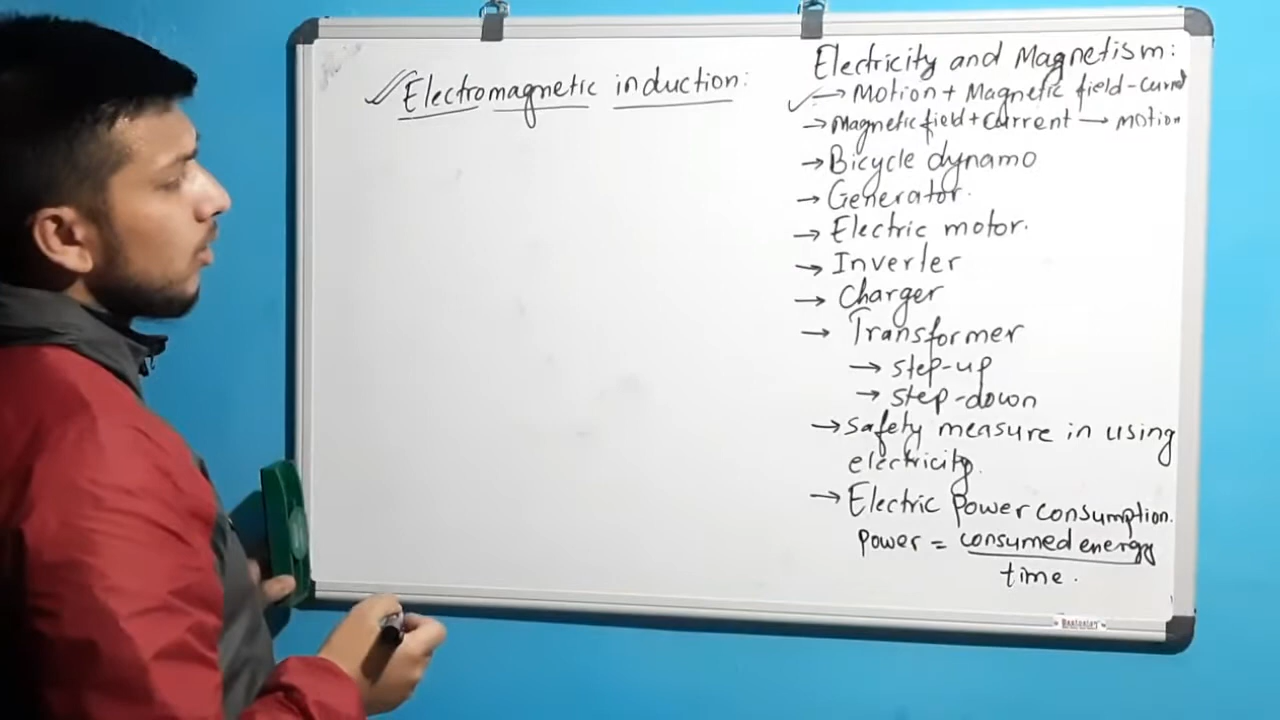 Electromagnetic induction:
Electricity and Magnetism:
→ Motion + Magnetic field - current
→ Magnetic field + current → motion
→ Bicycle dynamo
→ Generator.
→ Electric motor.
→ Inverter
→ Charger
→ Transformer
→ step-up
→ step-down
→ safety measure in using
electricity.
→ Electric Power consumption.
Power = consumed energy
time.